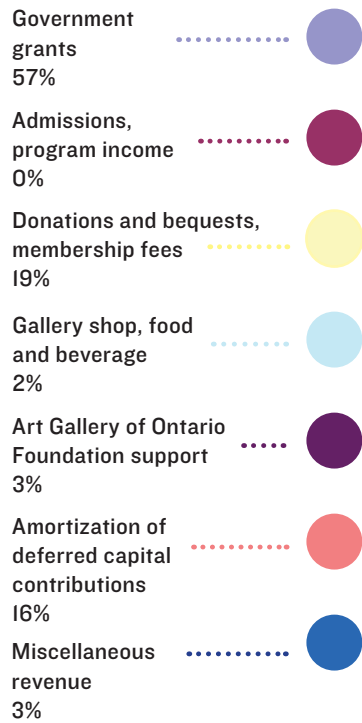 Government
grants
57%
Admissions,
program income
0%
Donations and bequests,
membership fees
19%
Gallery shop, food
and beverage
2%
Art Gallery of Ontario
Foundation support
3%
Amortization of
deferred capital
contributions
16%
Miscellaneous
revenue
3%